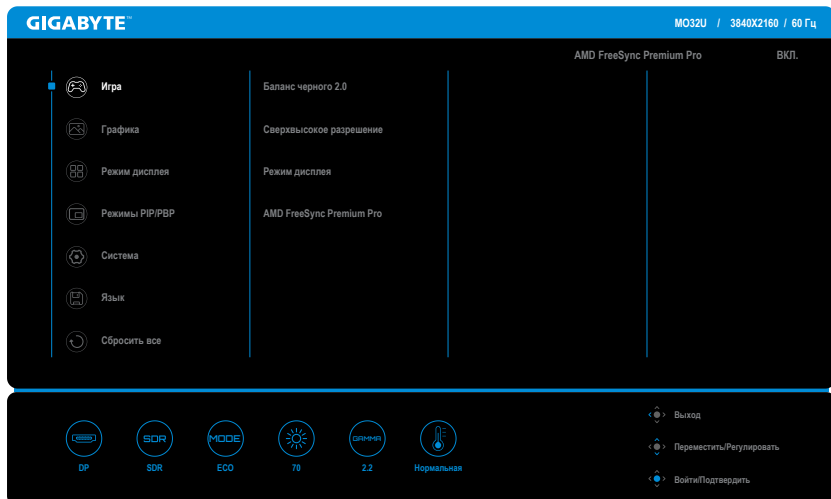 GIGABYTE™
MO32U / 3840X2160 / 60 Гц
AMD FreeSync Premium Pro ВКЛ.
Игра
Баланс черного 2.0
Графика
Сверхвысокое разрешение
Режим дисплея
Режим дисплея
Режимы PIP/PBP
AMD FreeSync Premium Pro
Система
Язык
Сбросить все
SDR
MODE
GAMMA
DP
SDR
ECO
70
2.2
Нормальная
Выход
Переместить/Регулировать
Войти/Подтвердить